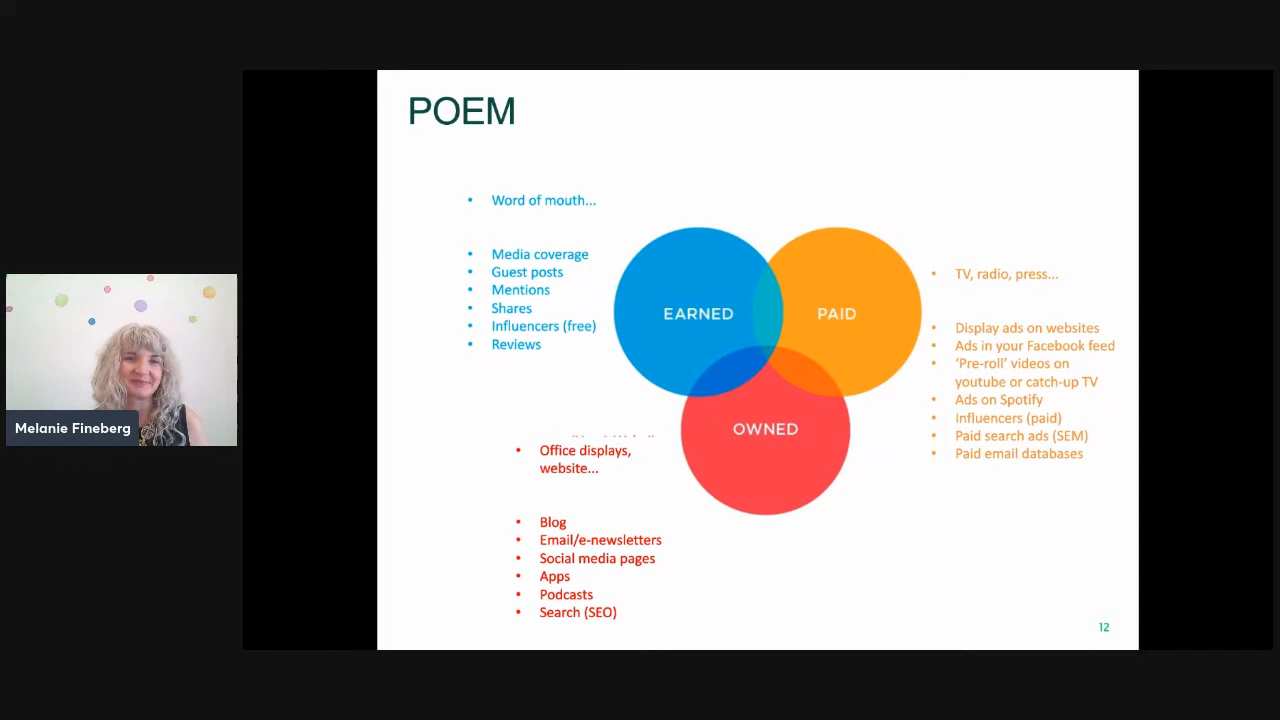 POEM
Word of mouth...
Media coverage
Guest posts
Mentions
Shares
Influencers (free)
Reviews
EARNED
PAID
OWNED
TV, radio, press...
Display ads on websites
Ads in your Facebook feed
‘Pre-roll’ videos on
youtube or catch-up TV
Ads on Spotify
Influencers (paid)
Paid search ads (SEM)
Paid email databases
Office displays,
website...
Blog
Email/e-newsletters
Social media pages
Apps
Podcasts
Search (SEO)
12
Melanie Fineberg